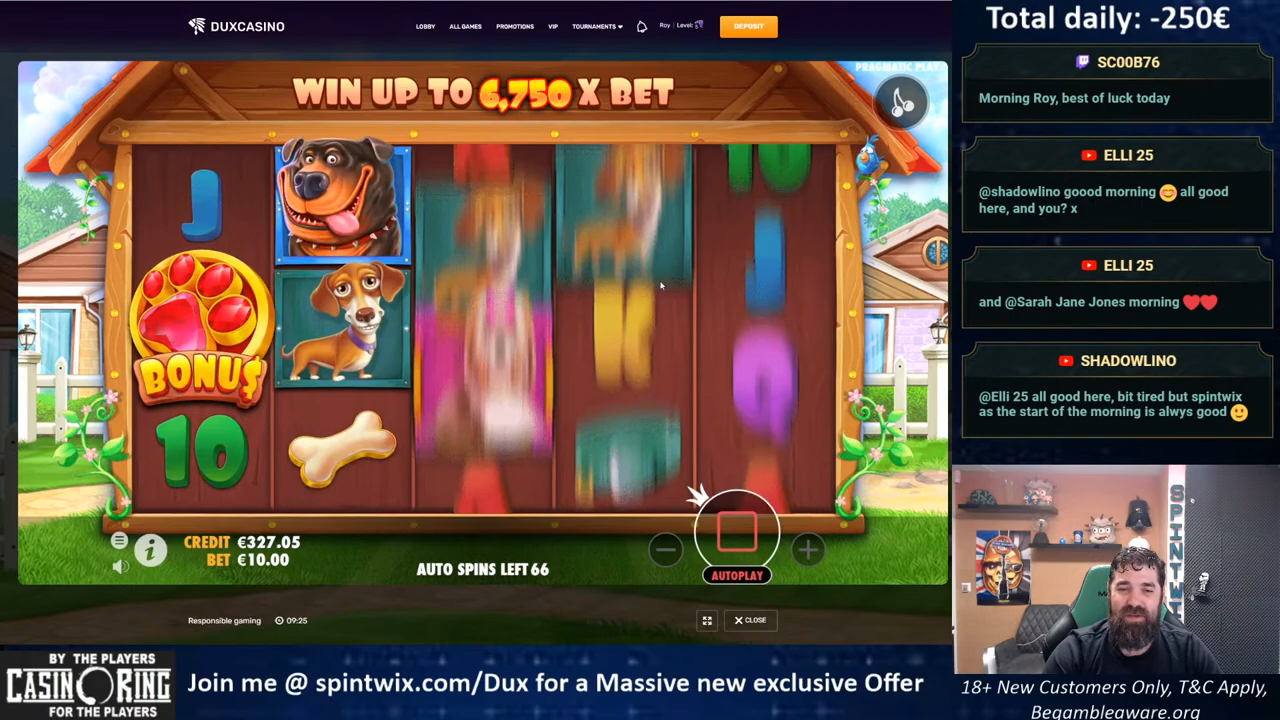 DUXCASINO
LOBBY ALL GAMES PROMOTIONS VIP TOURNAMENTS Roy Level: DEPOSIT
PRAGMATIC PLAY
WIN UP TO 6,750 X BET
J
BONU$
10
CREDIT €327.05
BET €10.00
AUTO SPINS LEFT 66
AUTOPLAY
Responsible gaming 09:25 CLOSE
Total daily: -250€
SC00B76
Morning Roy, best of luck today
ELLI 25
@shadowlino goood morning 😊 all good
here, and you? x
ELLI 25
and @Sarah Jane Jones morning ❤️❤️
SHADOWLINO
@Elli 25 all good here, bit tired but spintwix
as the start of the morning is alwys good 🙂
SPINTWI
BY THE PLAYERS
CASINORING
FOR THE PLAYERS
Join me @ spintwix.com/Dux for a Massive new exclusive Offer
18+ New Customers Only, T&C Apply,
Begambleaware.org